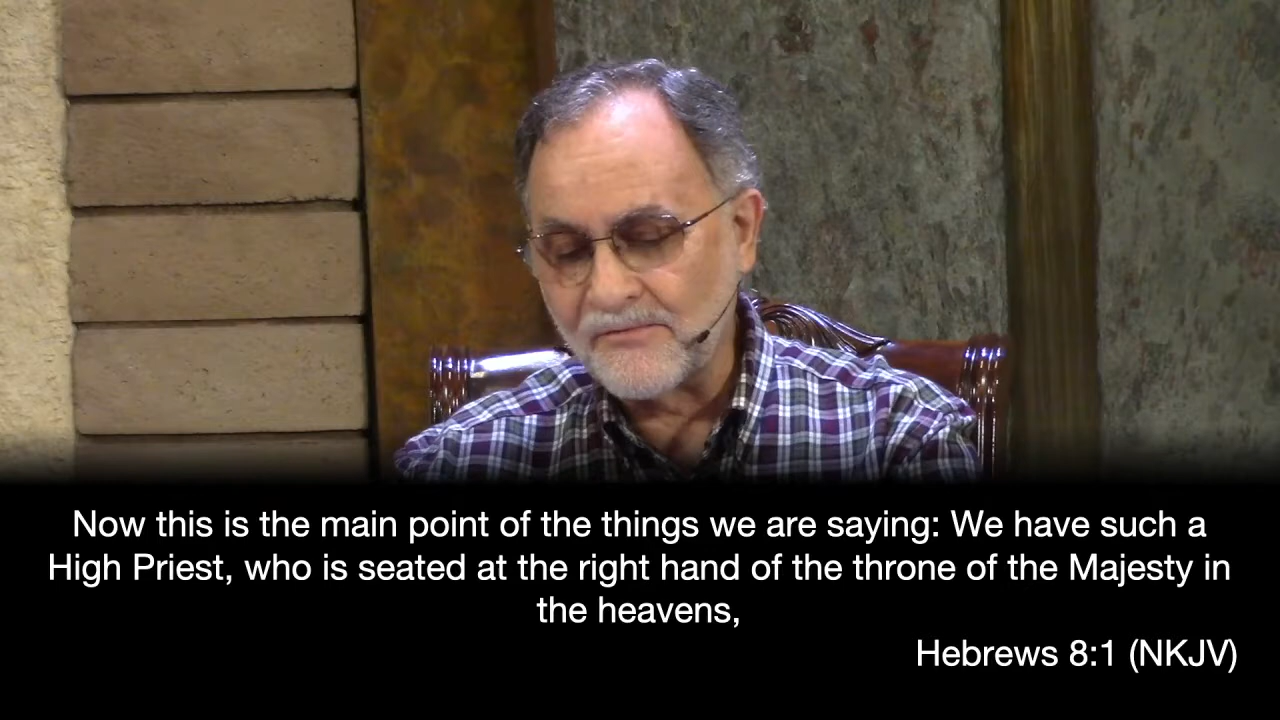 Now this is the main point of the things we are saying: We have such a
High Priest, who is seated at the right hand of the throne of the Majesty in
the heavens,
Hebrews 8:1 (NKJV)